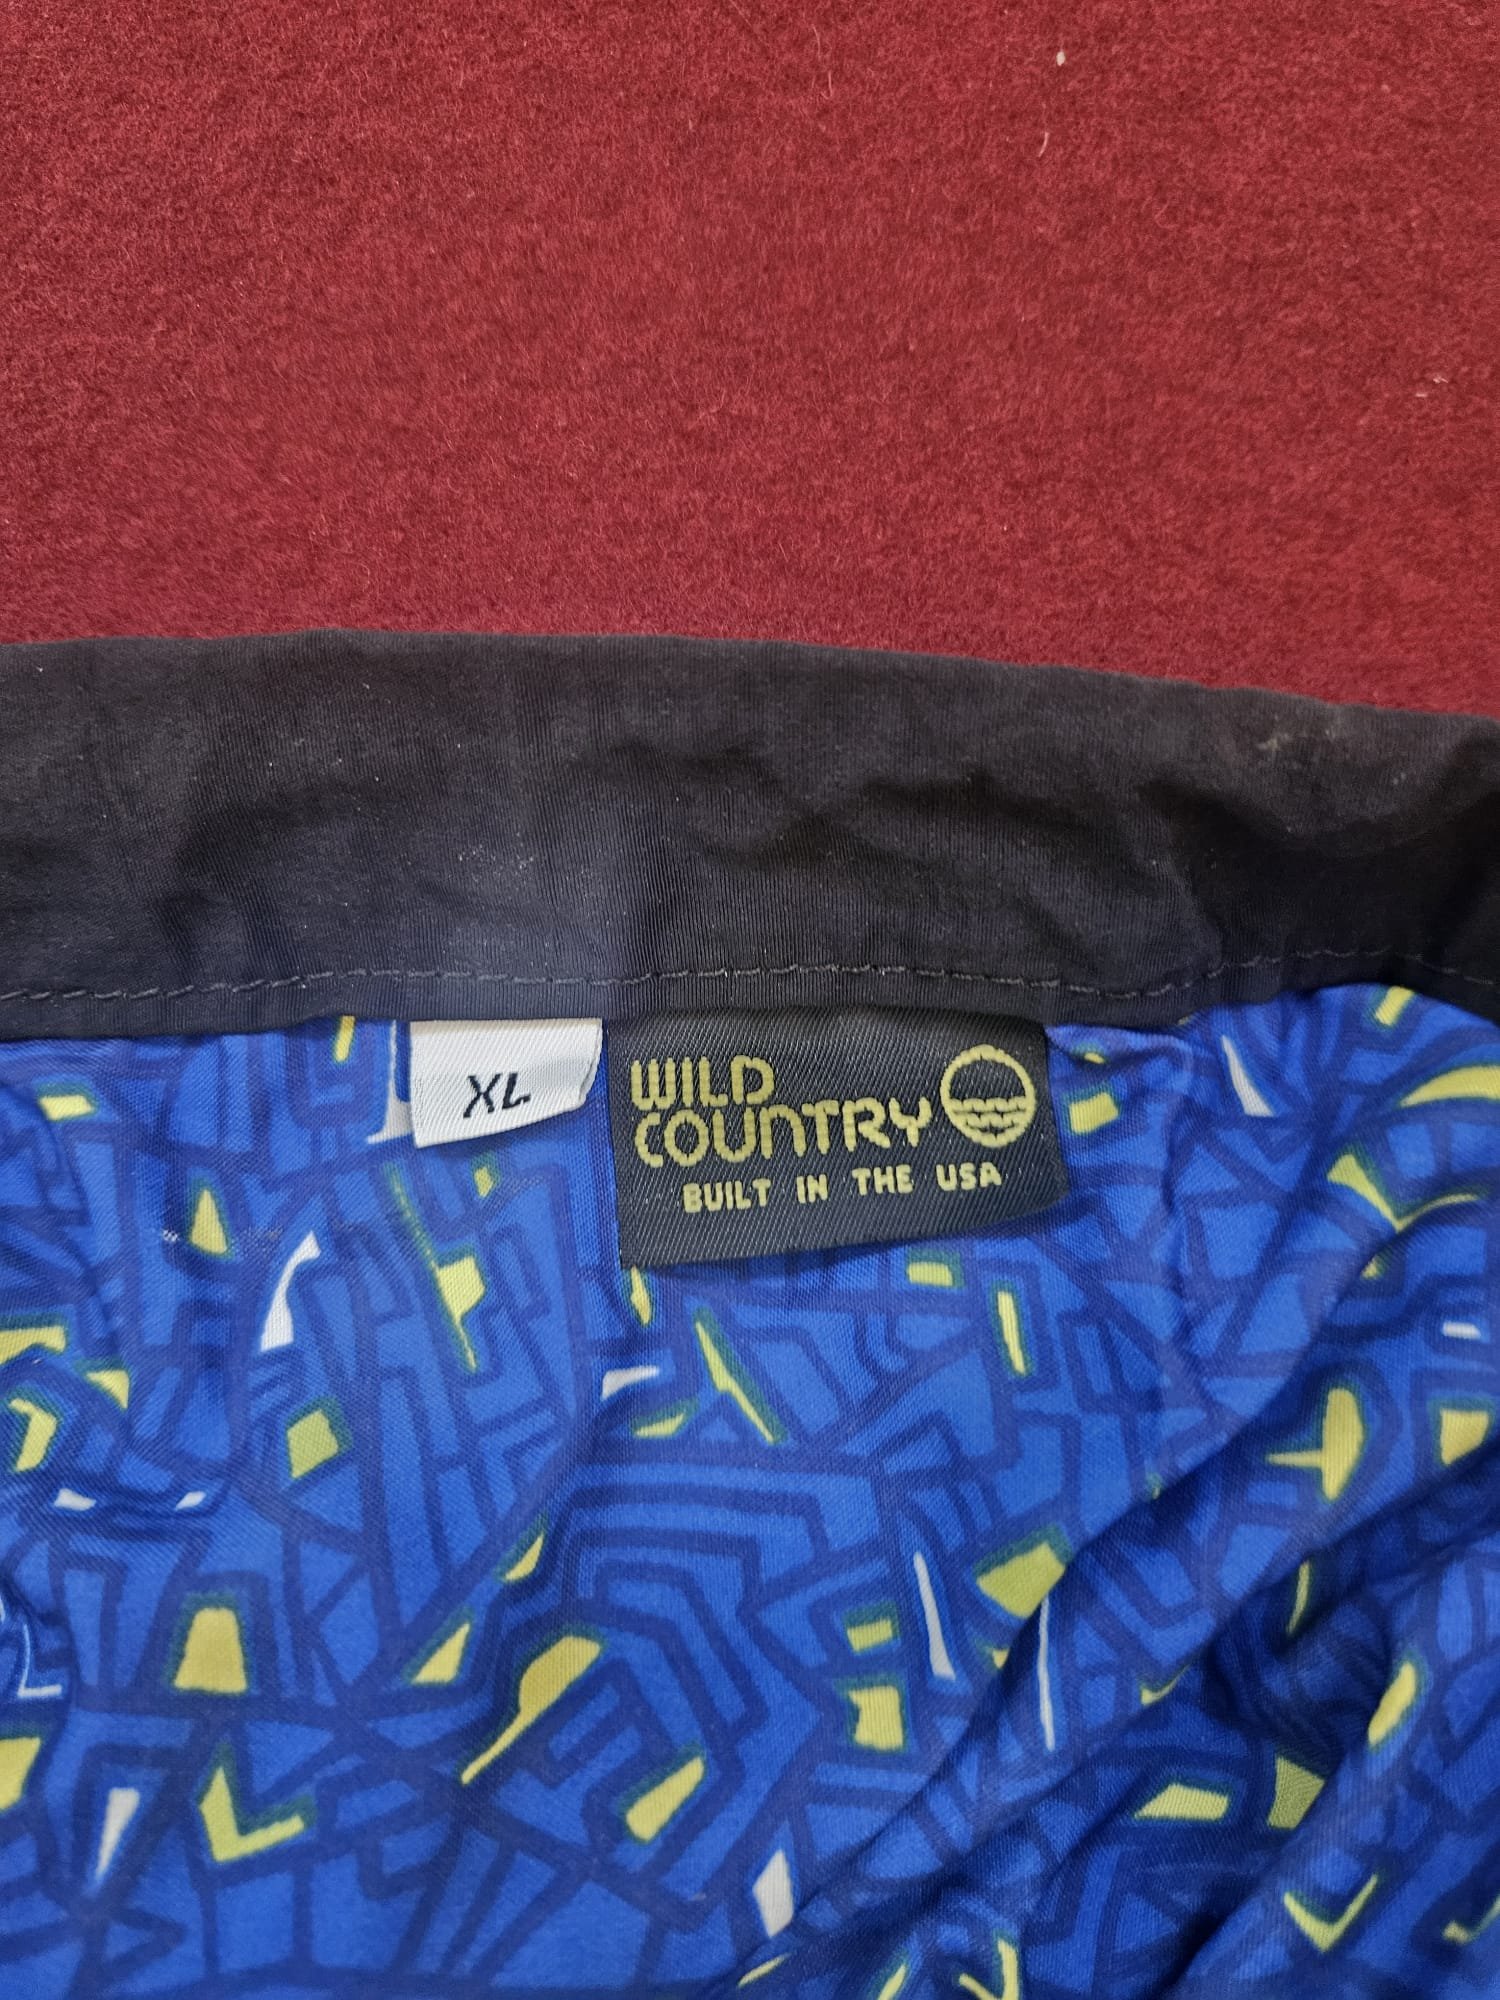 XL
WILD
COUNTRY
BUILT IN THE USA